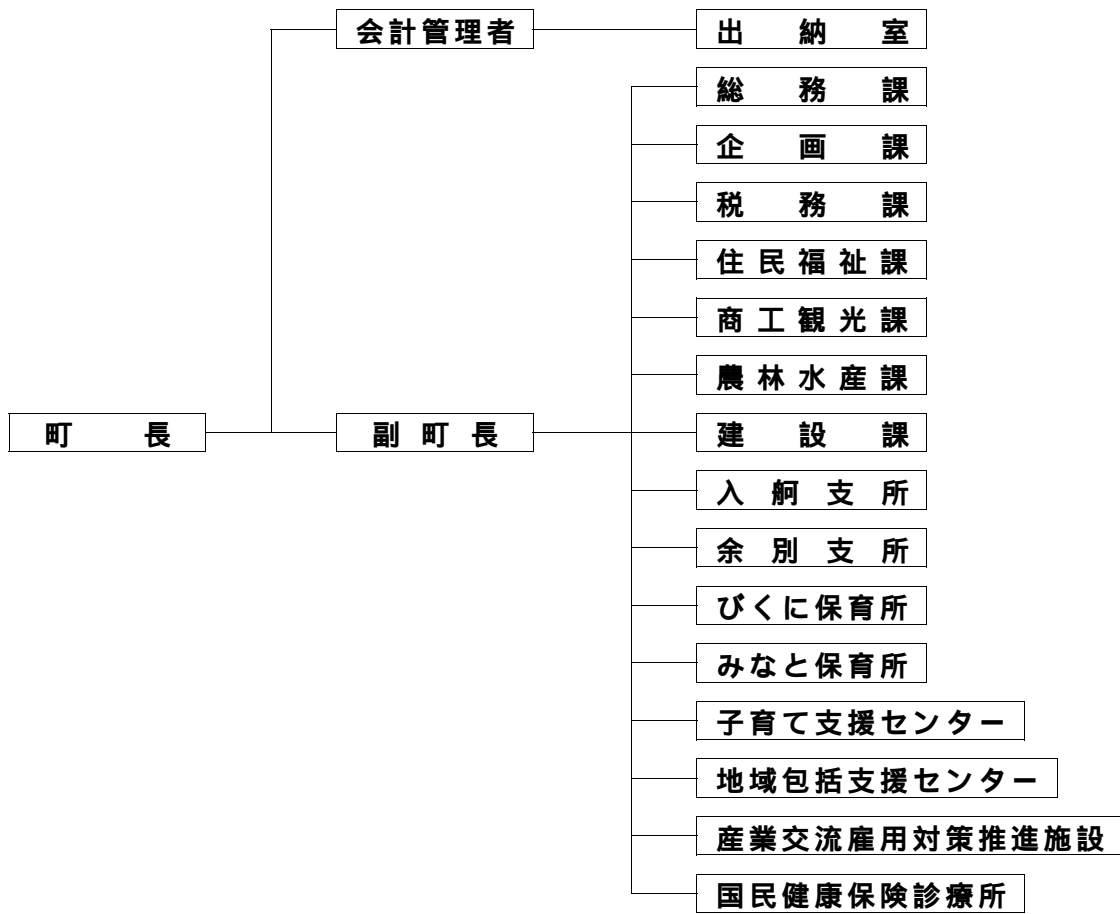 会計管理者
出納室
総務課
企画課
税務課
住民福祉課
商工観光課
農林水産課
町長
副町長
建設課
入舸支所
余別支所
びくに保育所
みなと保育所
子育て支援センター
地域包括支援センター
産業交流雇用対策推進施設
国民健康保険診療所